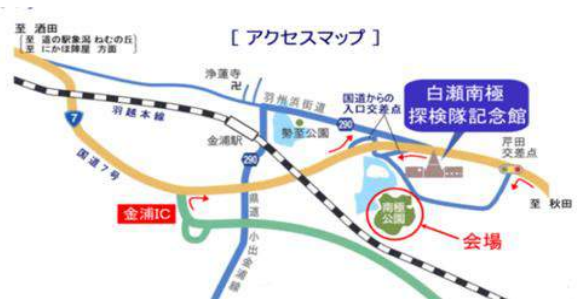 [ アクセスマップ ]
至 酒田
至 道の駅象潟 ねむの丘
至 にかほ陣屋 方面
浄蓮寺
卍
羽州浜街道
国道からの
入口交差点
白瀬南極
探検隊記念館
7
羽越本線
290
勢至公園
金浦駅
290
芹田
交差点
国道7号
至 秋田
金浦IC
県道 小出金浦線
南極
公園
会場